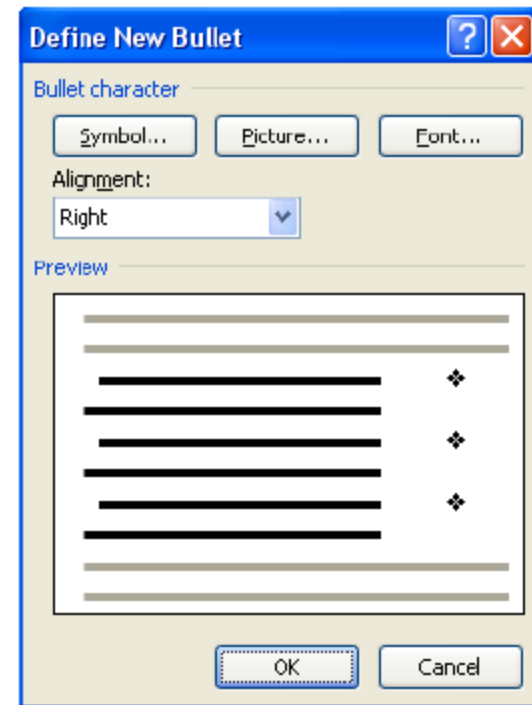 Define New Bullet
Bullet character
Symbol... Picture... Font...
Alignment:
Right
Preview
OK Cancel